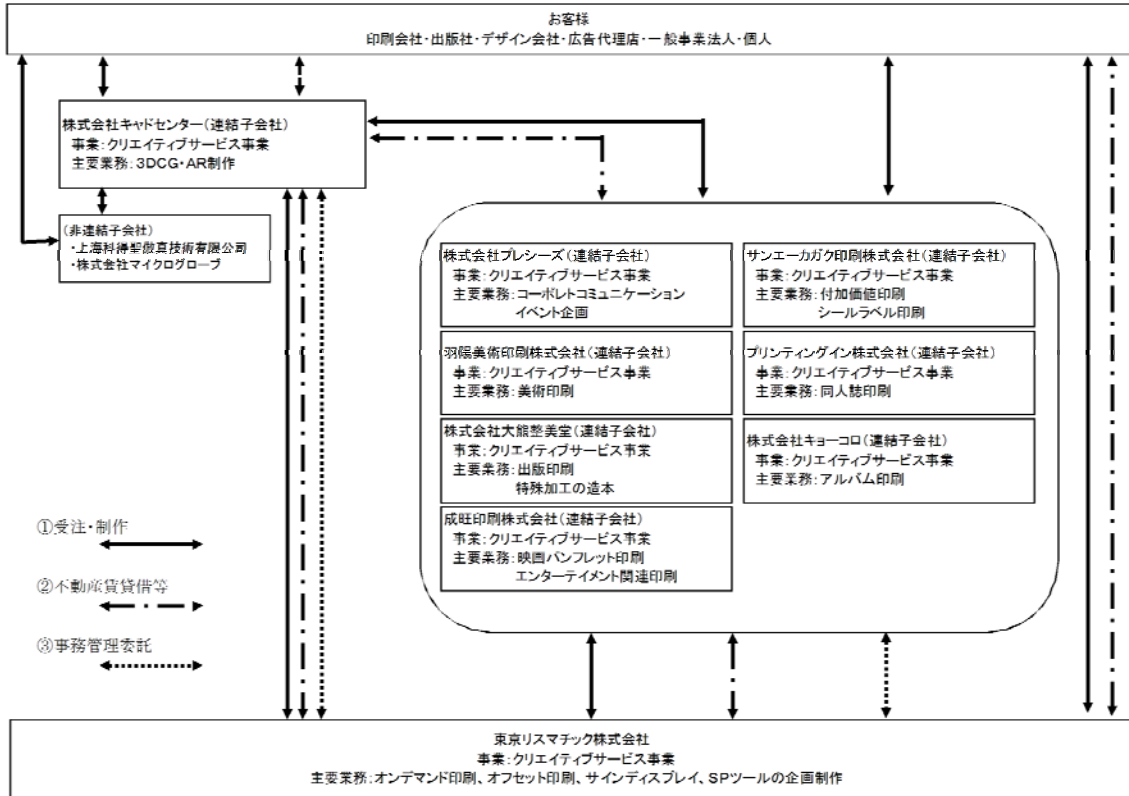 お客様
印刷会社・出版社・デザイン会社・広告代理店・一般事業法人・個人
株式会社キャドセンター(連結子会社)
事業:クリエイティブサービス事業
主要業務:3DCG・AR制作
(非連結子会社)
・上海科得聖倣真技術有限公司
・株式会社マイクログローブ
株式会社プレシーズ(連結子会社)
事業:クリエイティブサービス事業
主要業務:コーポレトコミュニケーション
イベント企画
サンエーカガク印刷株式会社(連結子会社)
事業:クリエイティブサービス事業
主要業務:付加価値印刷
シールラベル印刷
羽陽美術印刷株式会社(連結子会社)
事業:クリエイティブサービス事業
主要業務:美術印刷
プリンティングイン株式会社(連結子会社)
事業:クリエイティブサービス事業
主要業務:同人誌印刷
株式会社大熊整美堂(連結子会社)
事業:クリエイティブサービス事業
主要業務:出版印刷
特殊加工の造本
株式会社キョーコロ(連結子会社)
事業:クリエイティブサービス事業
主要業務:アルバム印刷
成旺印刷株式会社(連結子会社)
事業:クリエイティブサービス事業
主要業務:映画パンフレット印刷
エンターテイメント関連印刷
①受注・制作
②不動産賃貸借等
③事務管理委託
東京リスマチック株式会社
事業:クリエイティブサービス事業
主要業務:オンデマンド印刷、オフセット印刷、サインディスプレイ、SPツールの企画制作